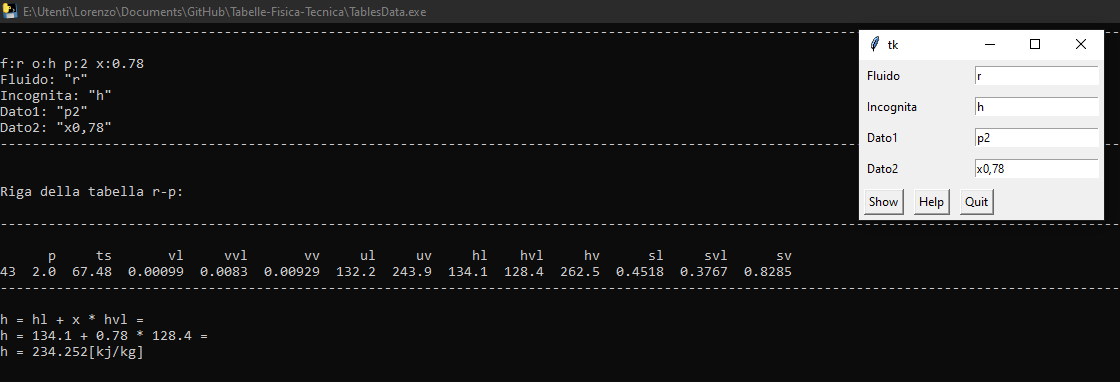 E:\Utenti\Lorenzo\Documents\GitHub\Tabelle-Fisica-Tecnica\TablesData.exe
--------------------------------------------------------------------------------------------------------------------------------------------
f:r o:h p:2 x:0.78
Fluido: "r"
Incognita: "h"
Dato1: "p2"
Dato2: "x0,78"
--------------------------------------------------------------------------------------------------------------------------------------------
Riga della tabella r-p:
--------------------------------------------------------------------------------------------------------------------------------------------
      p     ts       vl     vvl       vv     ul     uv     hl    hvl     hv      sl     svl      sv
43  2.0  67.48  0.00099  0.0083  0.00929  132.2  243.9  134.1  128.4  262.5  0.4518  0.3767  0.8285
--------------------------------------------------------------------------------------------------------------------------------------------
h = hl + x * hvl =
h = 134.1 + 0.78 * 128.4 =
h = 234.252[kj/kg]
tk
Fluido r
Incognita h
Dato1 p2
Dato2 x0,78
Show Help Quit